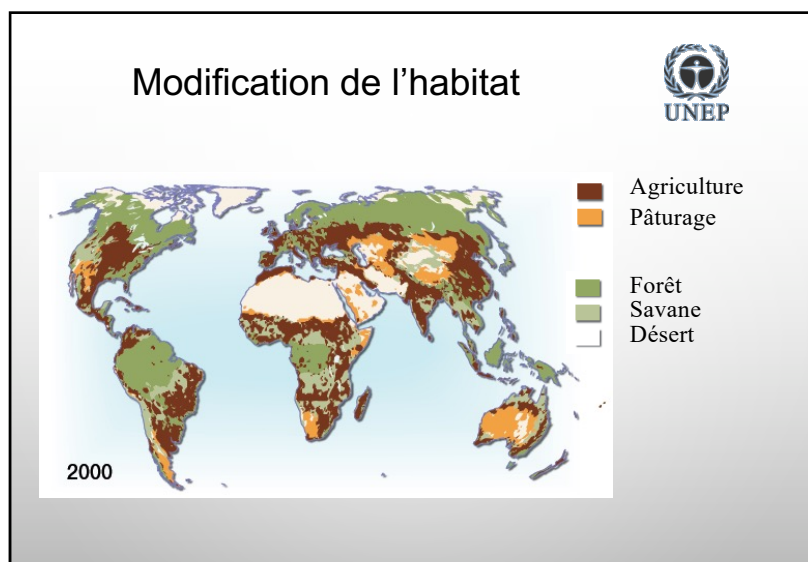 Modification de l'habitat
UNEP
Agriculture
Pâturage
Forêt
Savane
Désert
2000